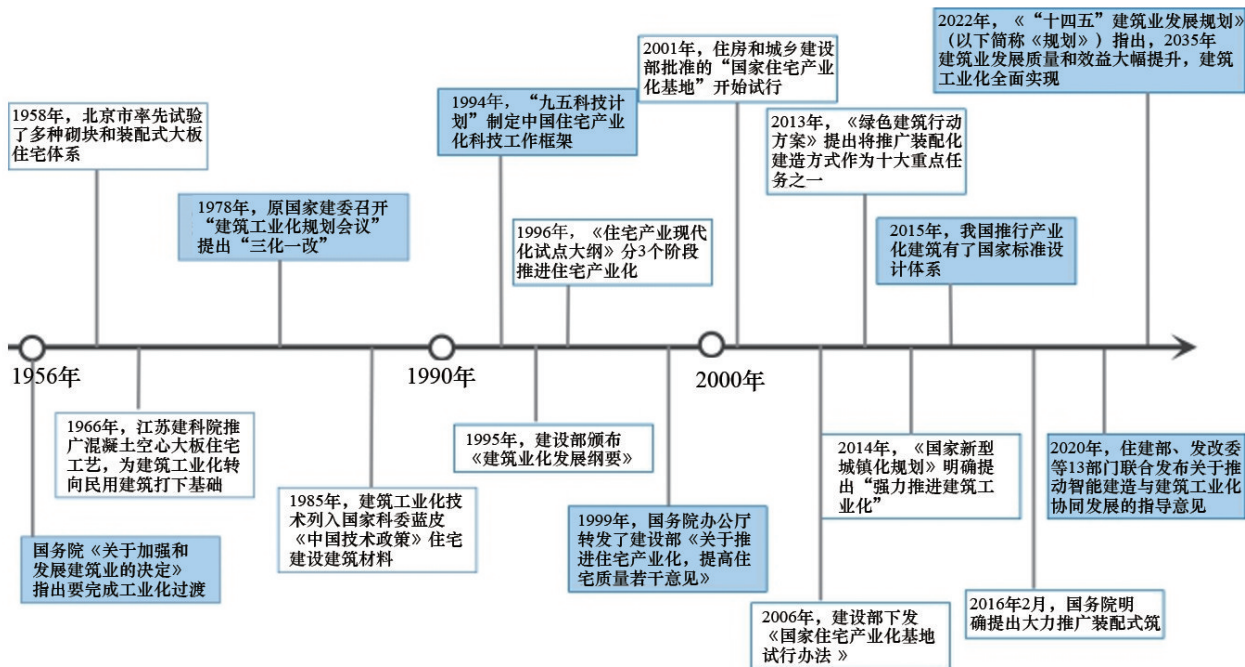 1958年，北京市率先试验
了多种砌块和装配式大板
住宅体系
1978年，原国家建委召开
“建筑工业化规划会议”
提出“三化一改”
1994年，“九五科技计
划”制定中国住宅产业
化科技工作框架
1996年，《住宅产业现代
化试点大纲》分3个阶段
推进住宅产业化
2001年，住房和城乡建设
部批准的“国家住宅产业
化基地”开始试行
2013年，《绿色建筑行动
方案》提出将推广装配化
建造方式作为十大重点任
务之一
2015年，我国推行产业
化建筑有了国家标准设
计体系
2022年，《“十四五”建筑业发展规划》
（以下简称《规划》）指出，2035年
建筑业发展质量和效益大幅提升，建筑
工业化全面实现
1956年
1990年
2000年
国务院《关于加强和
发展建筑业的决定》
指出要完成工业化过渡
1966年，江苏建科院推
广混凝土空心大板住宅
工艺，为建筑工业化转
向民用建筑打下基础
1985年，建筑工业化技
术列入国家科委蓝皮
《中国技术政策》住宅
建设建筑材料
1995年，建设部颁布
《建筑业化发展纲要》
1999年，国务院办公厅
转发了建设部《关于推
进住宅产业化，提高住
宅质量若干意见》
2006年，建设部下发
《国家住宅产业化基地
试行办法 》
2014年，《国家新型
城镇化规划》明确提
出“强力推进建筑工
业化”
2016年2月，国务院明
确提出大力推广装配式筑
2020年，住建部、发改委
等13部门联合发布关于推
动智能建造与建筑工业化
协同发展的指导意见